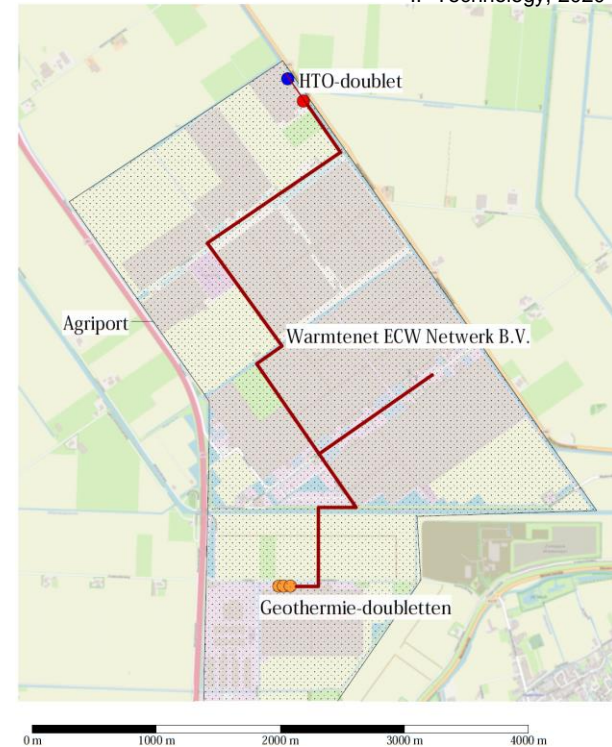 HTO-doublet
Agriport
Warmtenet ECW Netwerk B.V.
Geothermie-doubletten
0 m 1000 m 2000 m 3000 m 4000 m